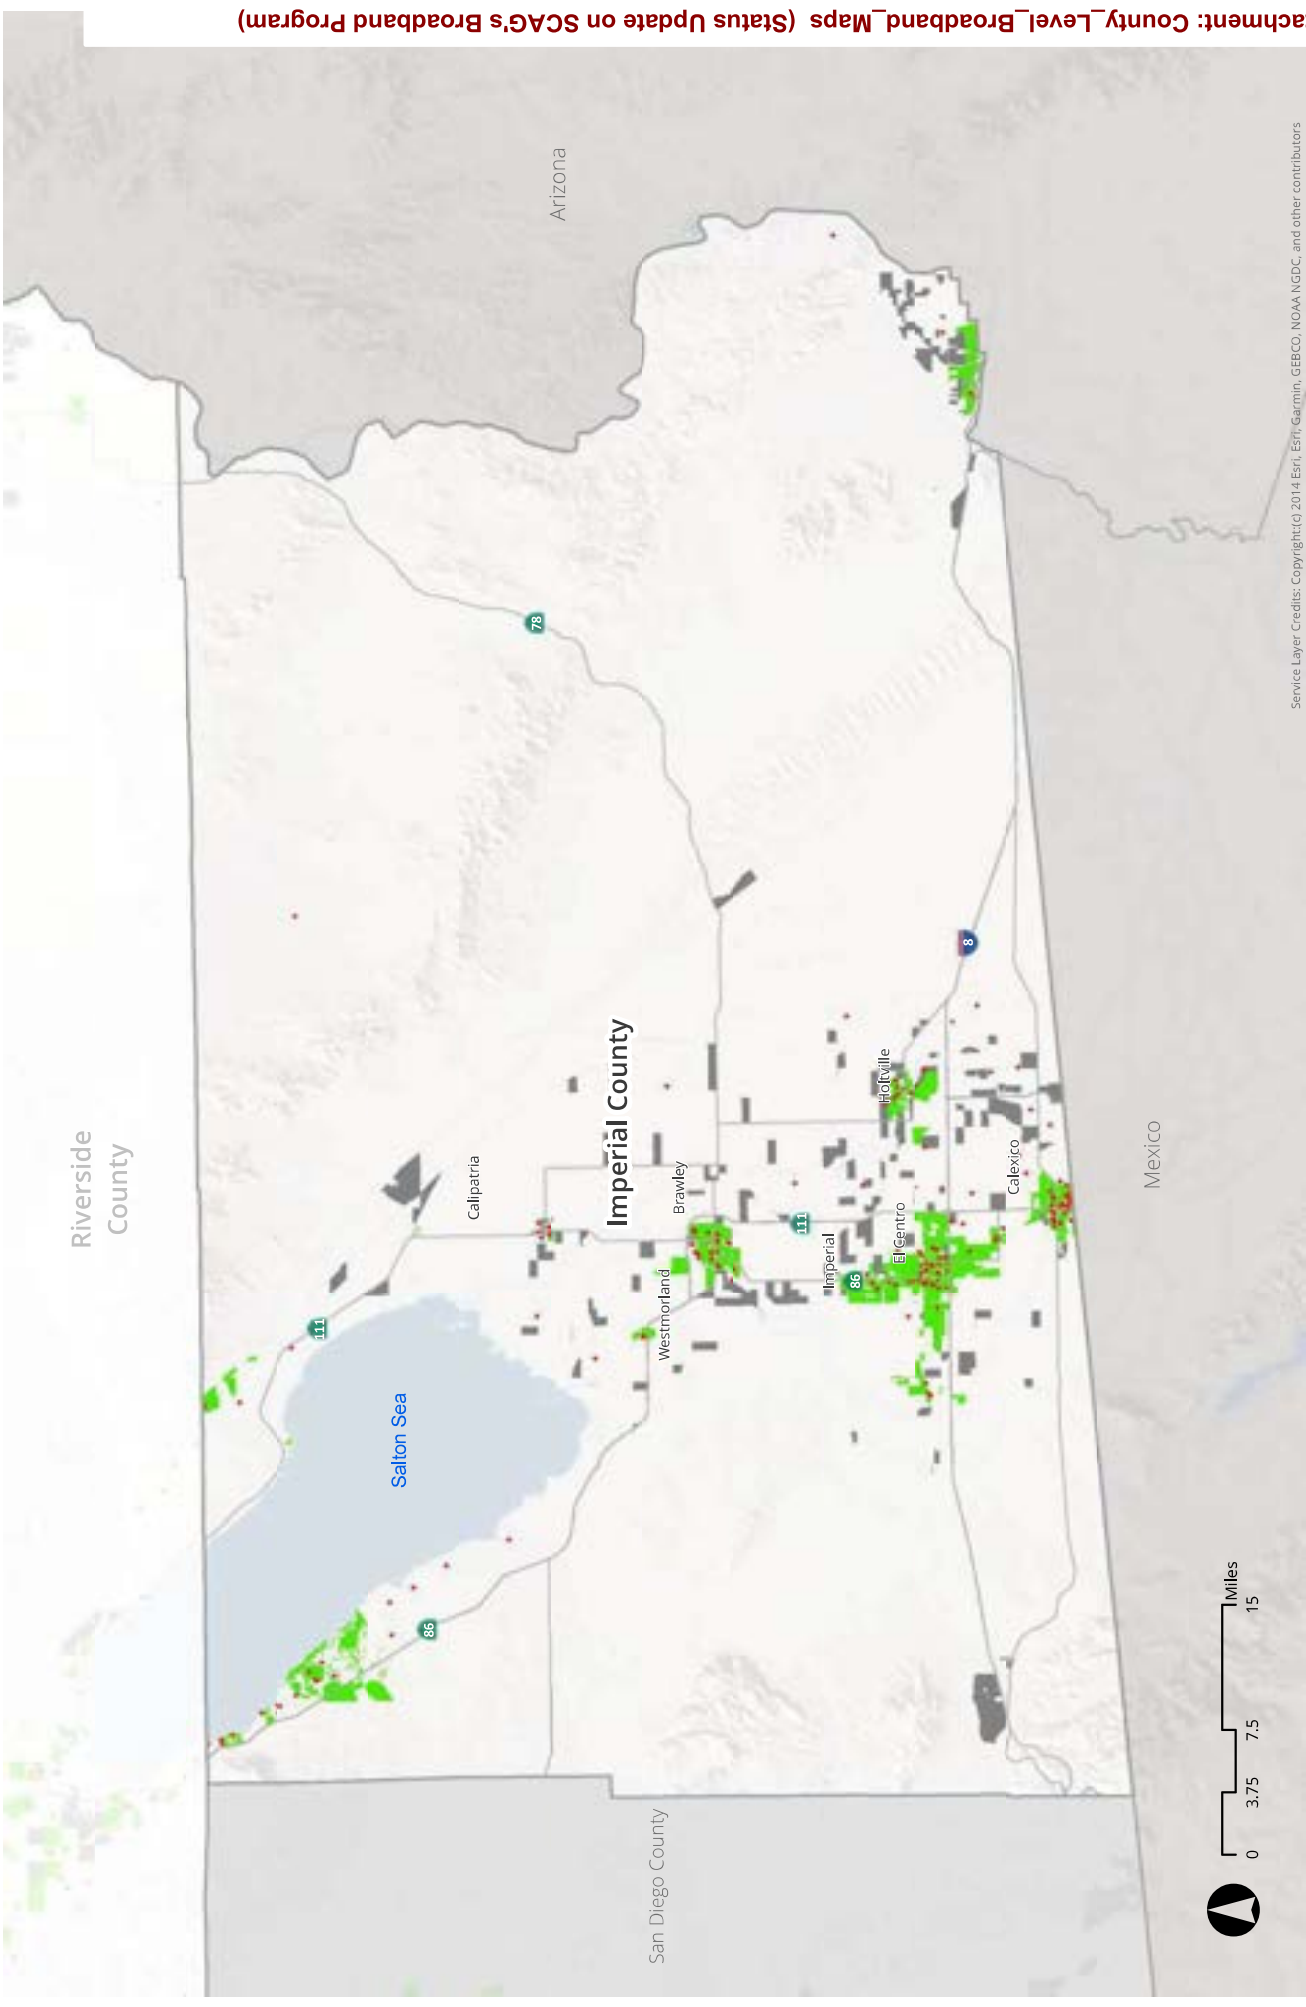 achment: County_Level_Broadband_Maps (Status Update on SCAG's Broadband Program)
Riverside
County
Arizona
78
111
Salton Sea
Calipatria
Imperial County
Brawley
Westmorland
86
111
Imperial
86
El Centro
Holtville
8
Calexico
Mexico
San Diego County
0 3.75 7.5 15
Miles
Service Layer Credits: Copyright:(c) 2014 Esri, Esri, Garmin, GEBCO, NOAA NGDC, and other contributors